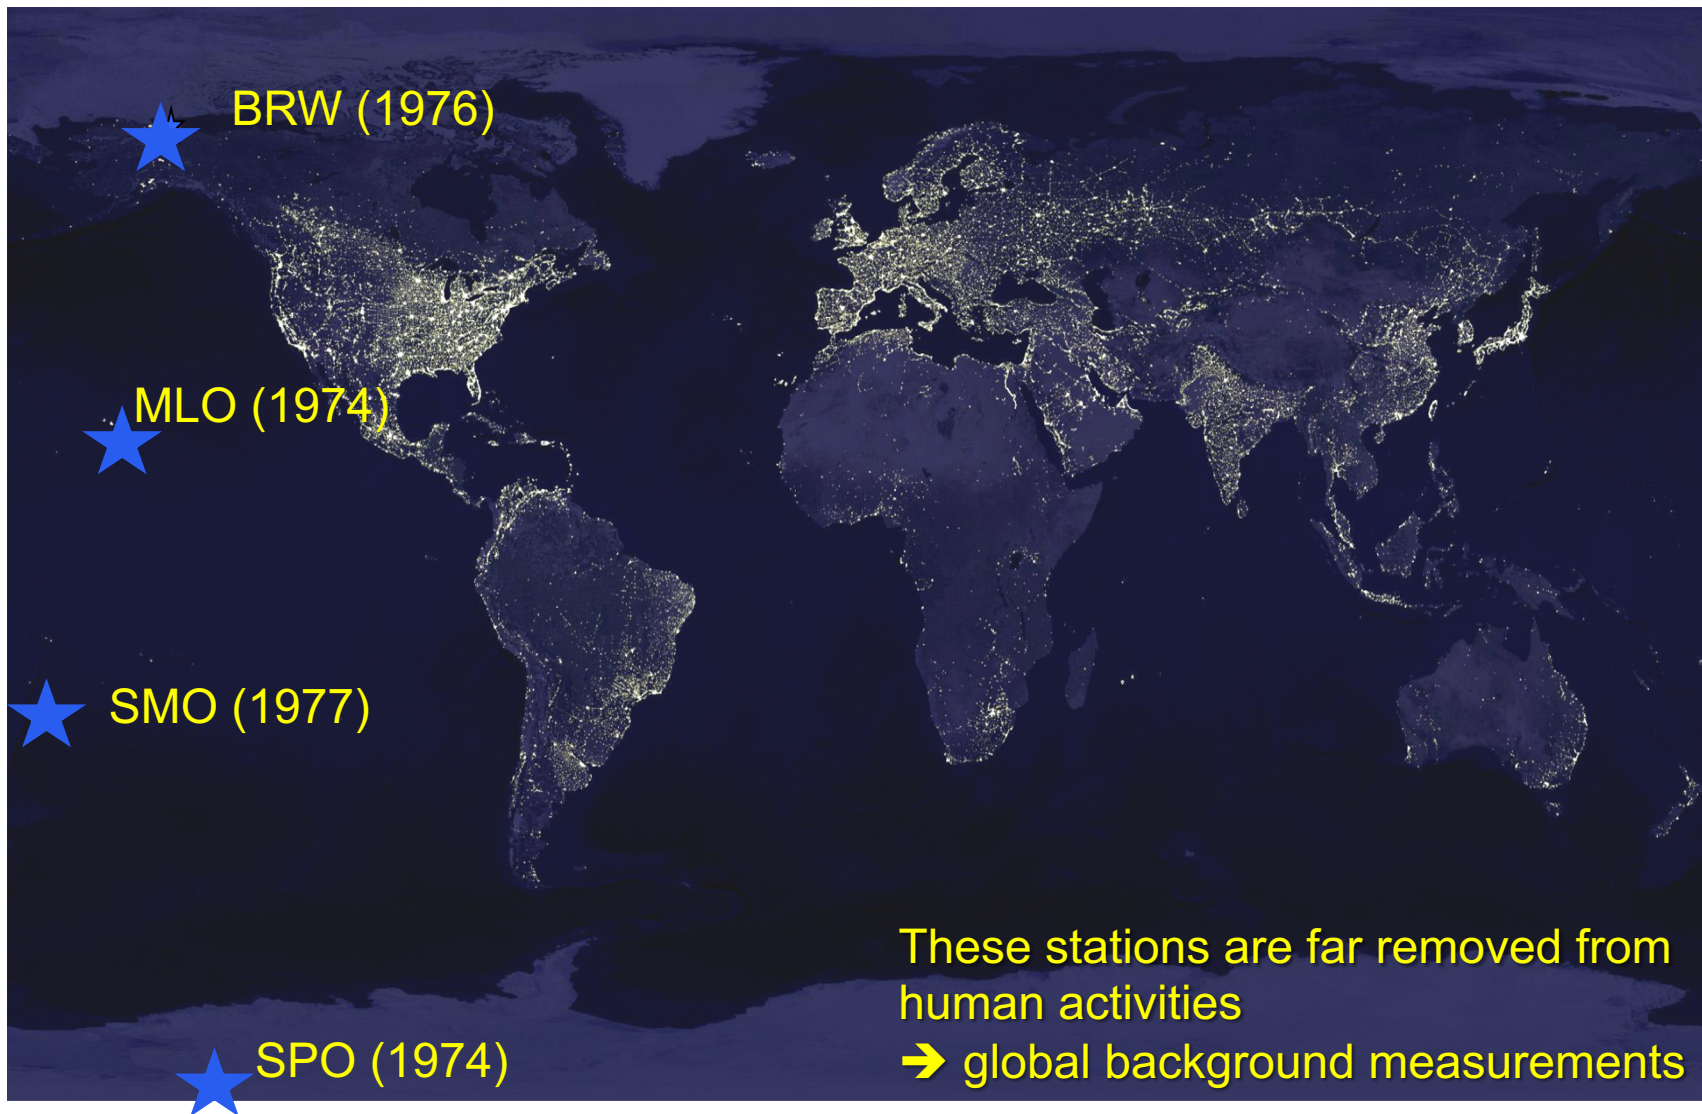 BRW (1976)
MLO (1974)
SMO (1977)
SPO (1974)
These stations are far removed from
human activities
➔ global background measurements